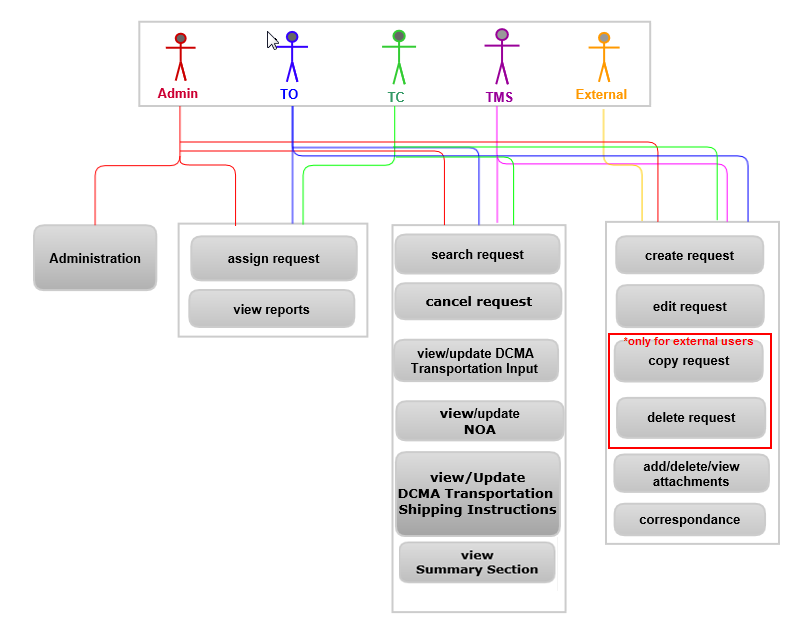 Admin
TO
TC
TMS
External
Administration
assign request
view reports
search request
cancel request
view/update DCMA
Transportation Input
view/update
NOA
view/Update
DCMA Transportation
Shipping Instructions
view
Summary Section
create request
edit request
*only for external users
copy request
delete request
add/delete/view
attachments
correspondance